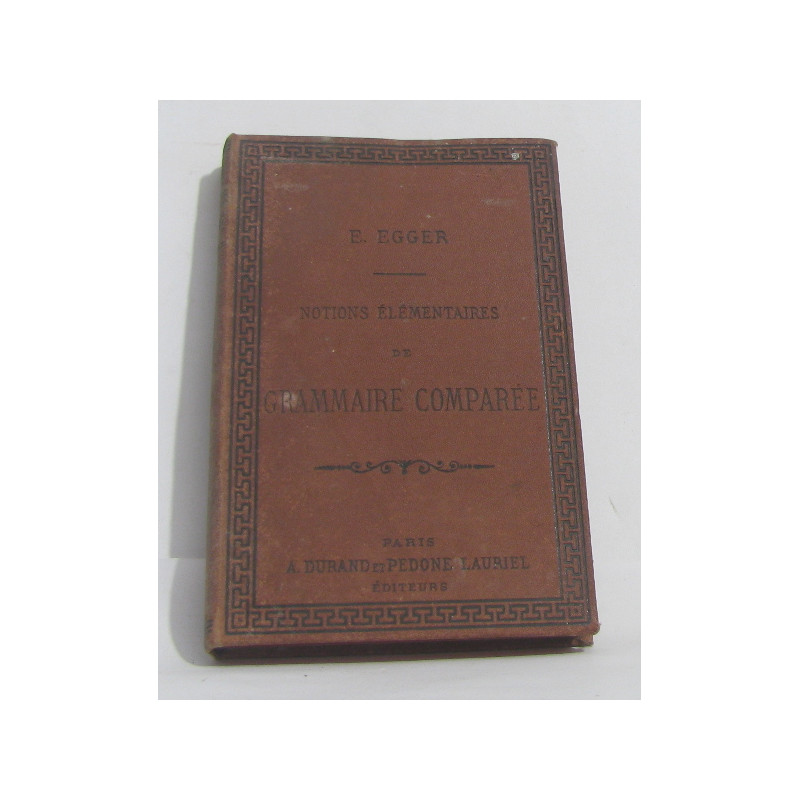 E. EGGER
NOTIONS ÉLÉMENTAIRES
DE
GRAMMAIRE COMPARÉE
PARIS
A. DURAND ET PEDONE LAURIEL
ÉDITEURS